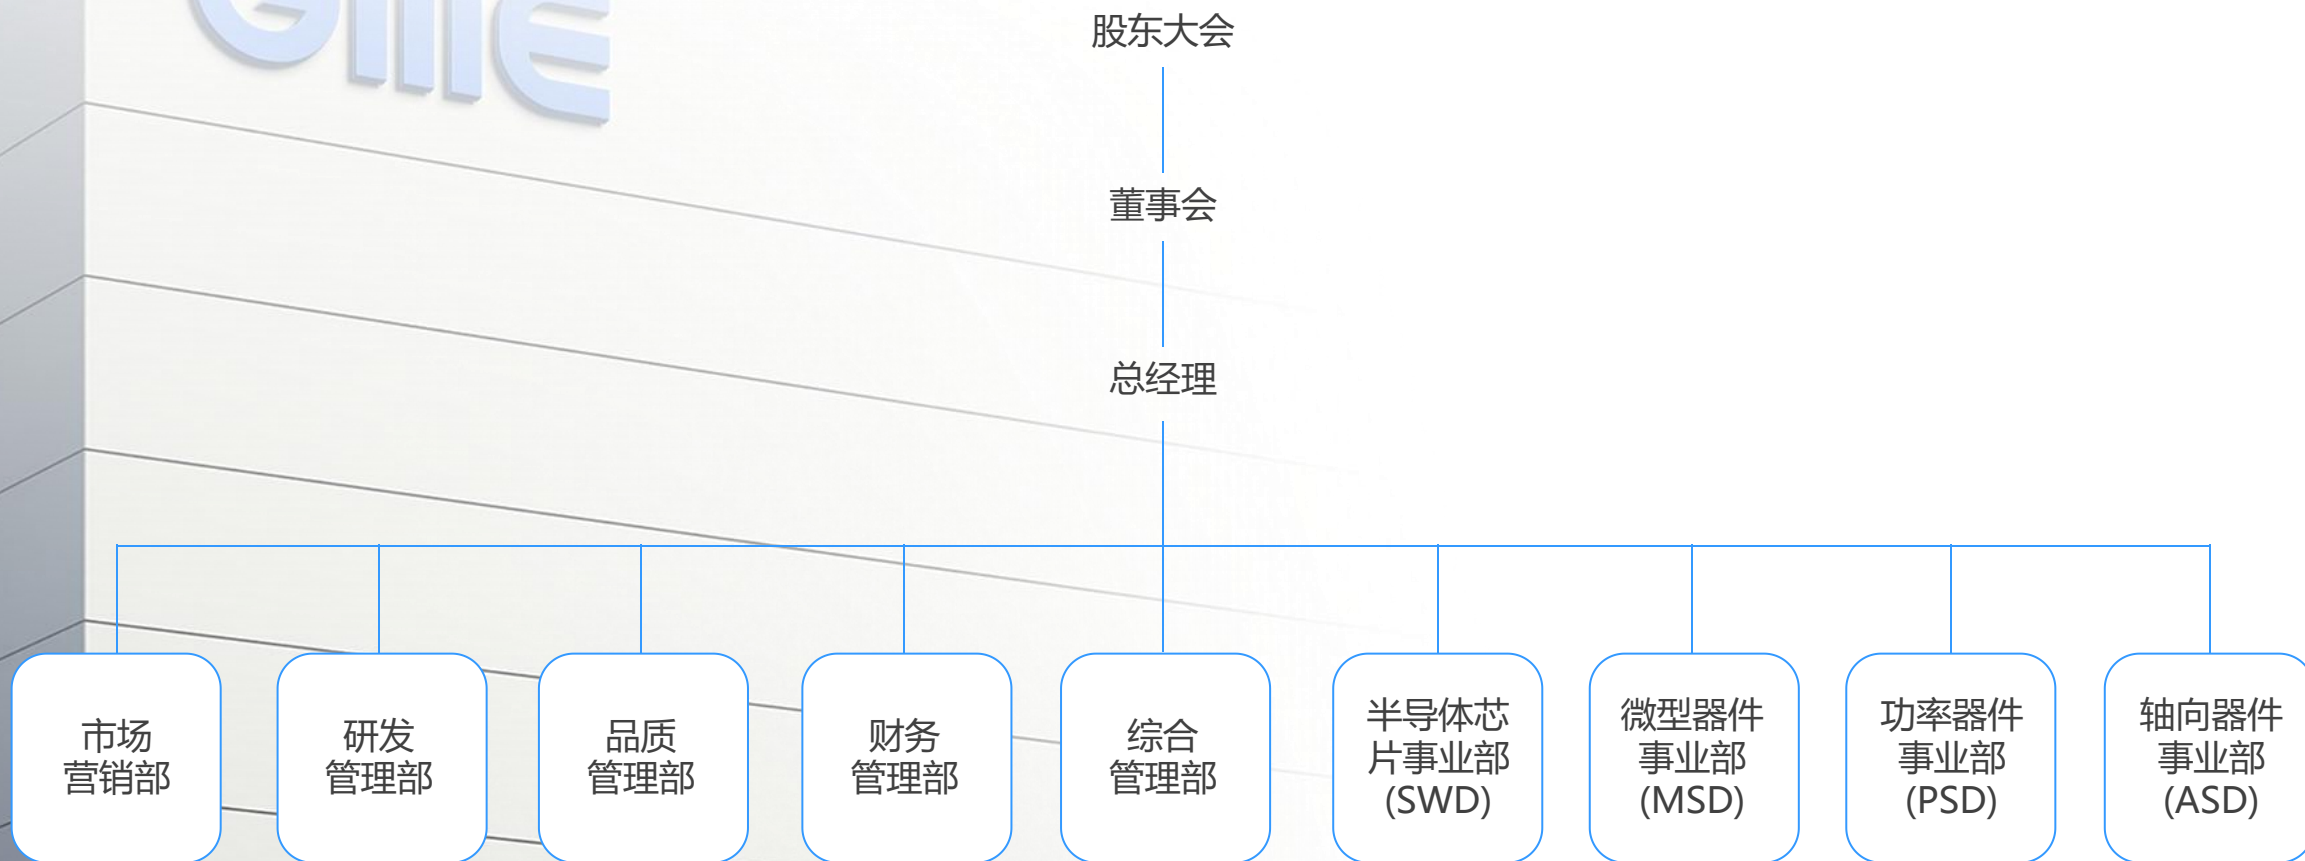 股东大会
董事会
总经理
市场
营销部
研发
管理部
品质
管理部
财务
管理部
综合
管理部
半导体芯
片事业部
(SWD)
微型器件
事业部
(MSD)
功率器件
事业部
(PSD)
轴向器件
事业部
(ASD)